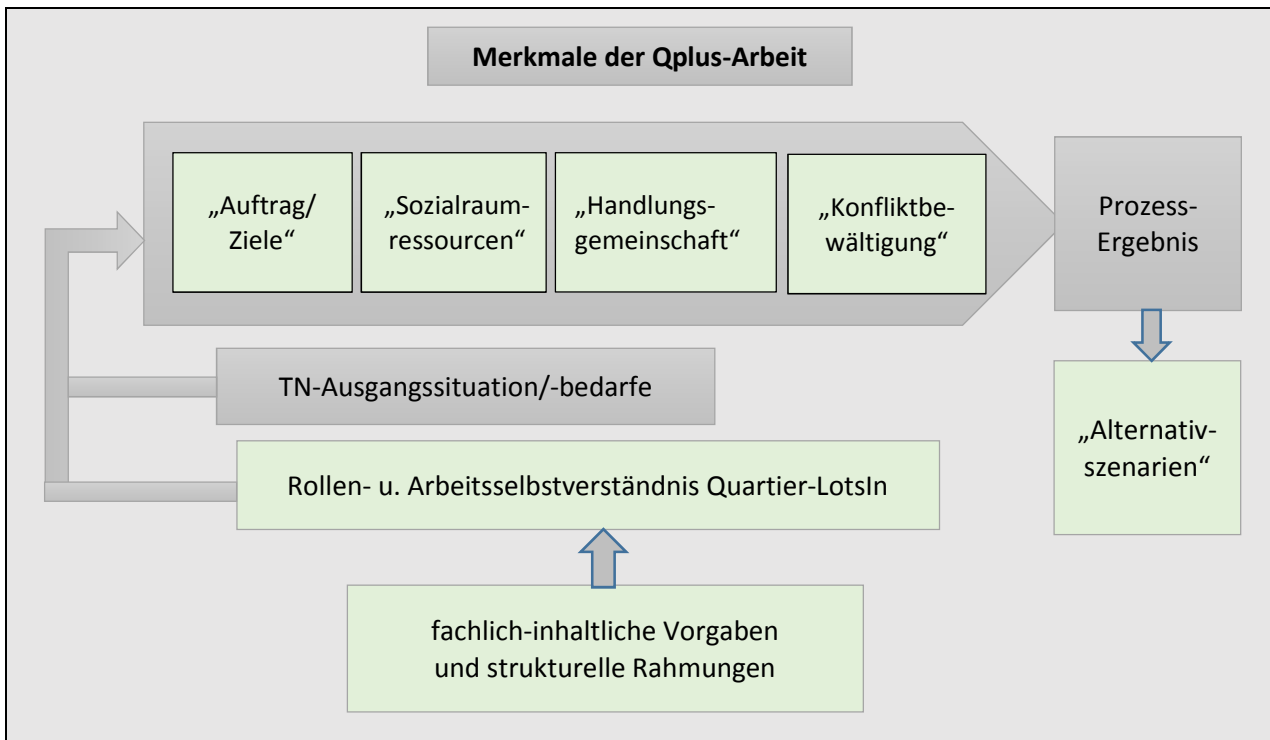 Merkmale der Qplus-Arbeit
„Auftrag/
Ziele“
„Sozialraum-
ressourcen“
„Handlungs-
gemeinschaft“
„Konfliktbe-
wältigung“
Prozess-
Ergebnis
TN-Ausgangssituation/-bedarfe
„Alternativ-
szenarien“
Rollen- u. Arbeitsselbstverständnis Quartier-LotsIn
fachlich-inhaltliche Vorgaben
und strukturelle Rahmungen